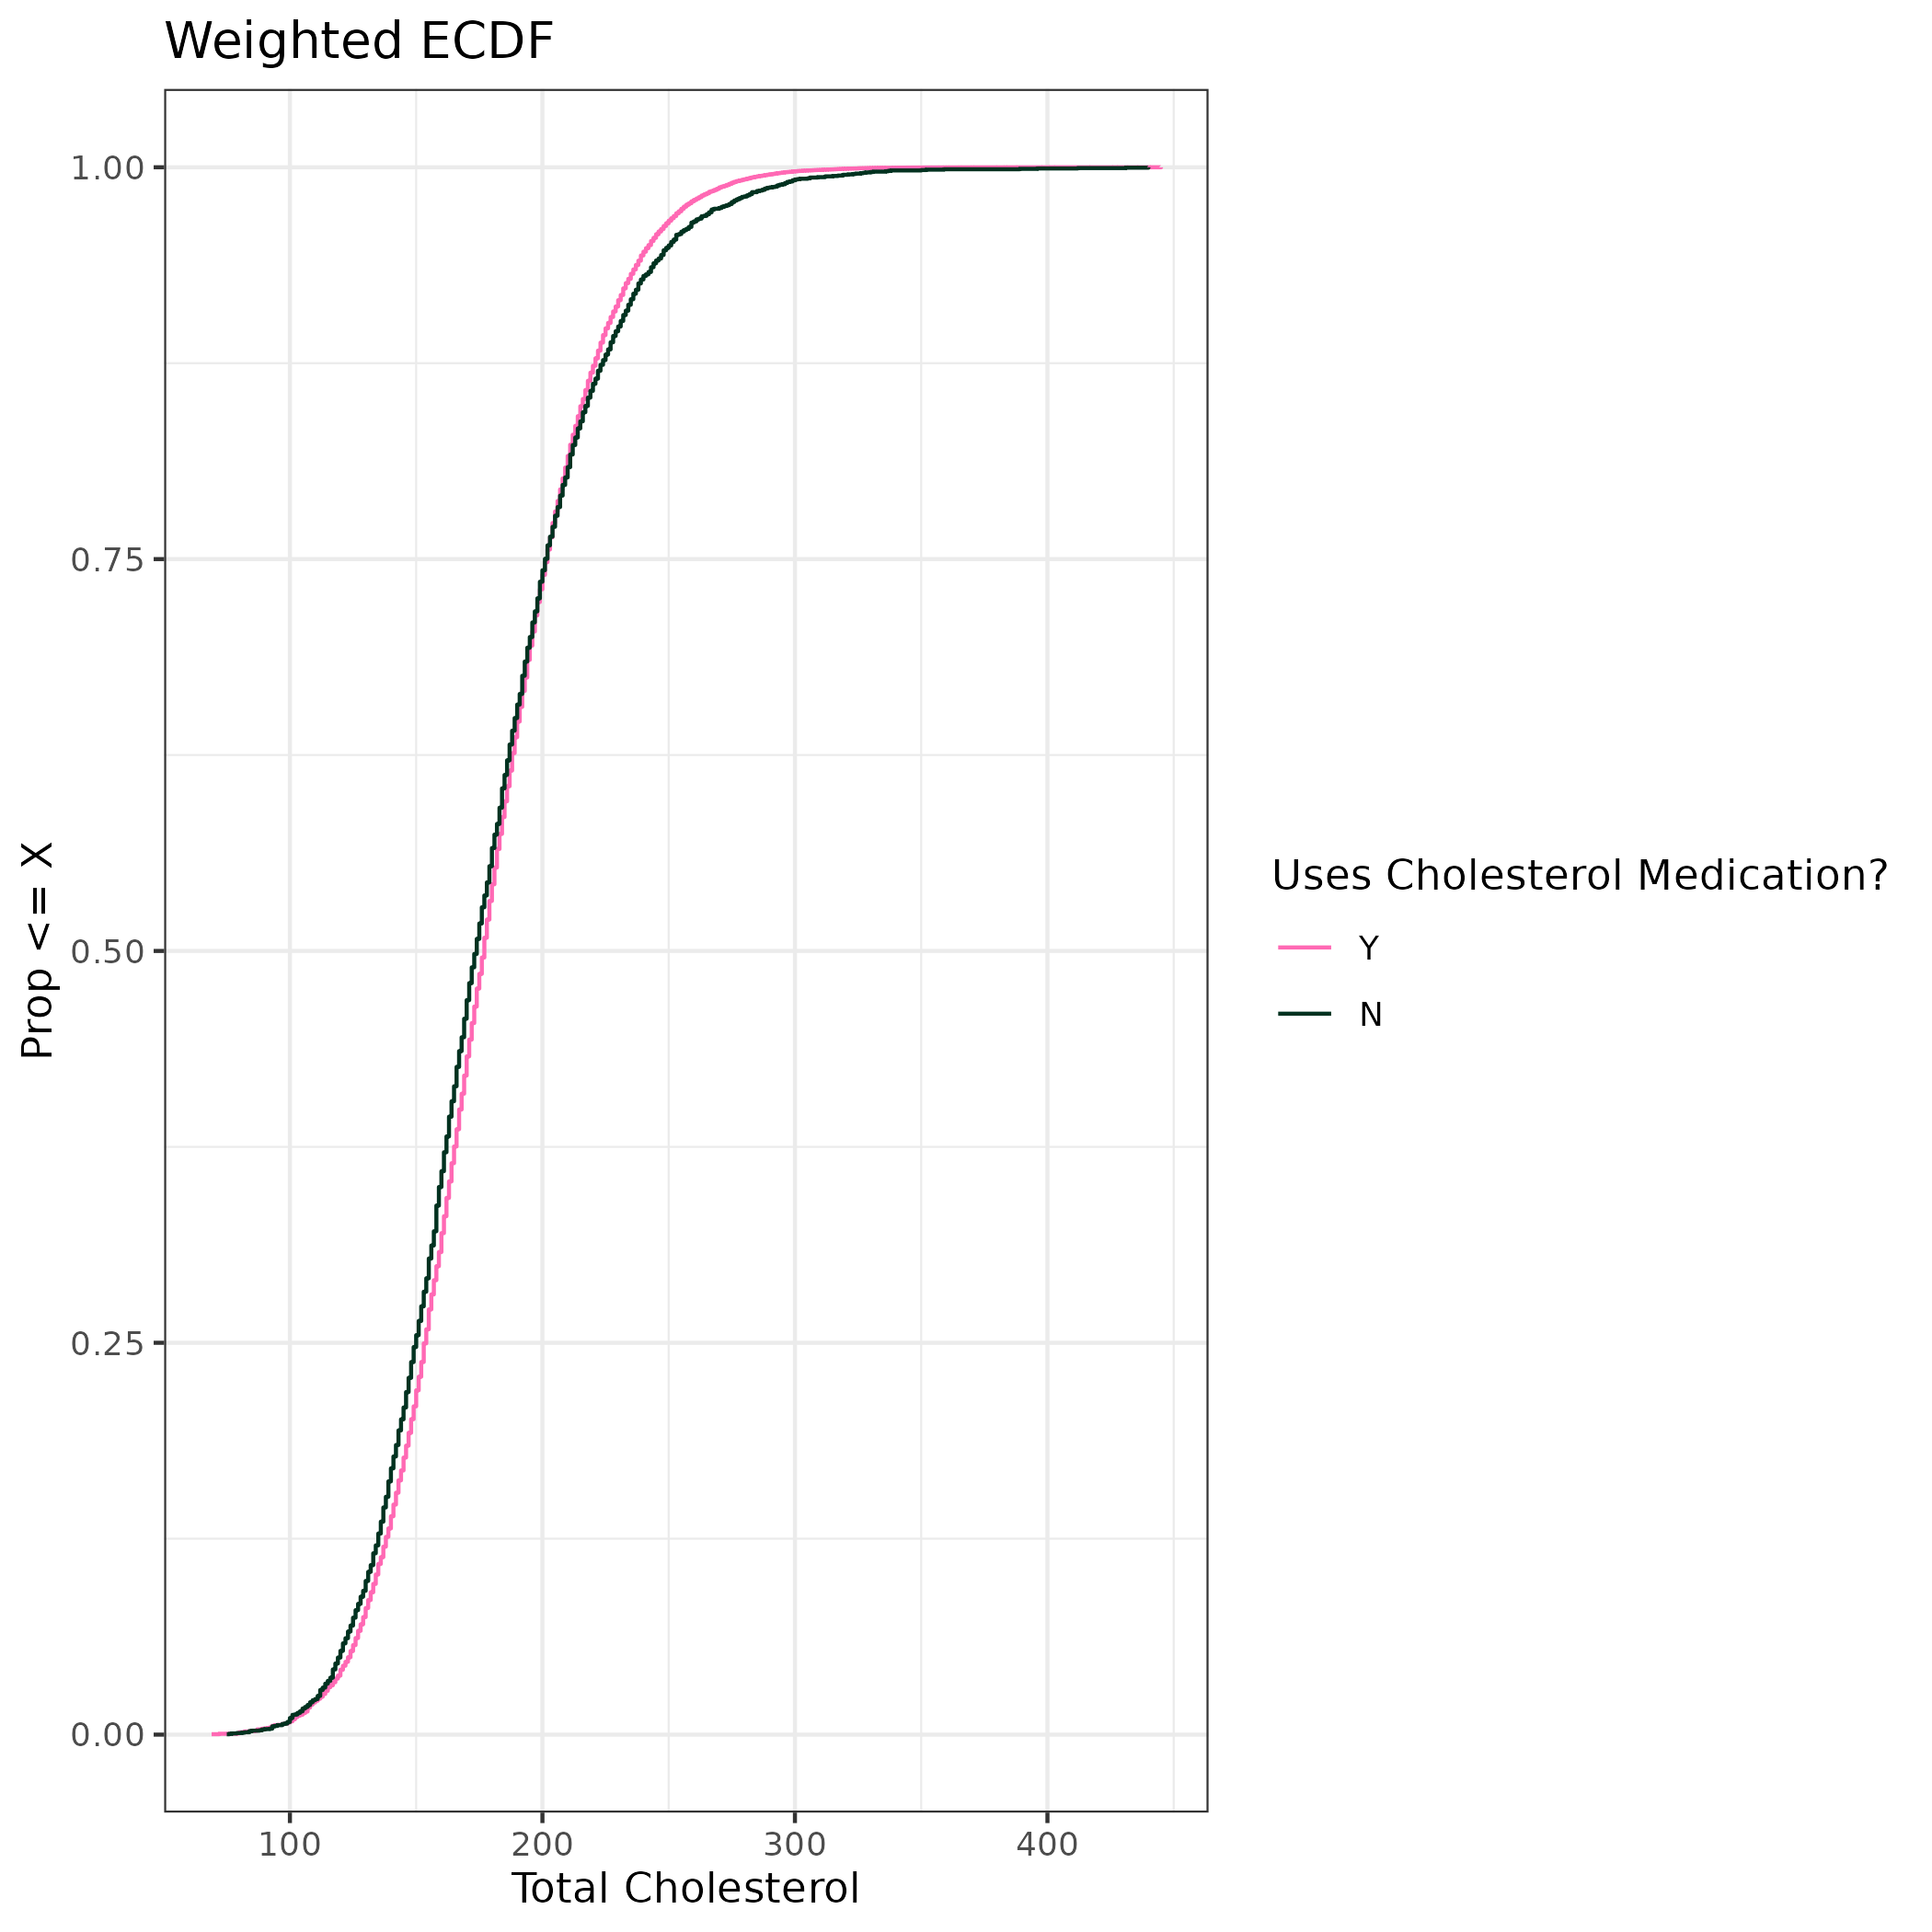 Weighted ECDF
Prop <= X
1.00
0.75
0.50
0.25
0.00
100 200 300 400
Total Cholesterol
Uses Cholesterol Medication?
Y
N